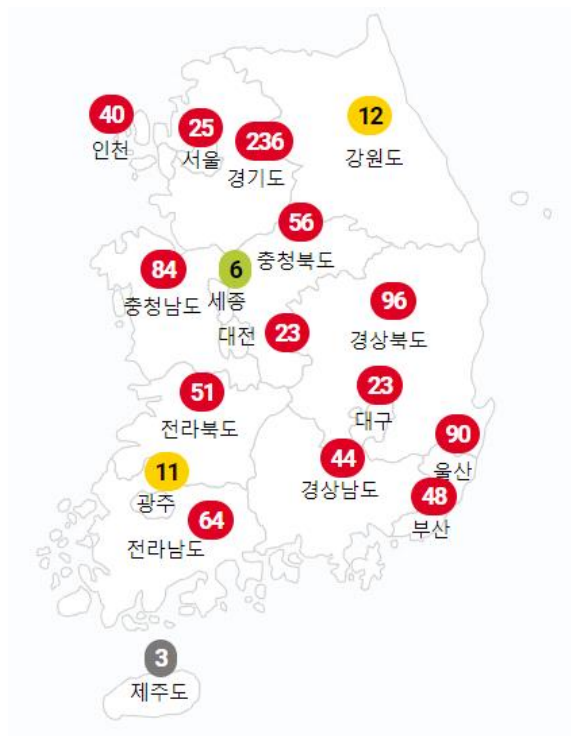 40
인천
25
서울
236
경기도
12
강원도
56
충청북도
84
충청남도
6
세종
대전 23
96
경상북도
51
전라북도
23
대구
90
울산
44
경상남도
48
부산
11
광주
64
전라남도
3
제주도